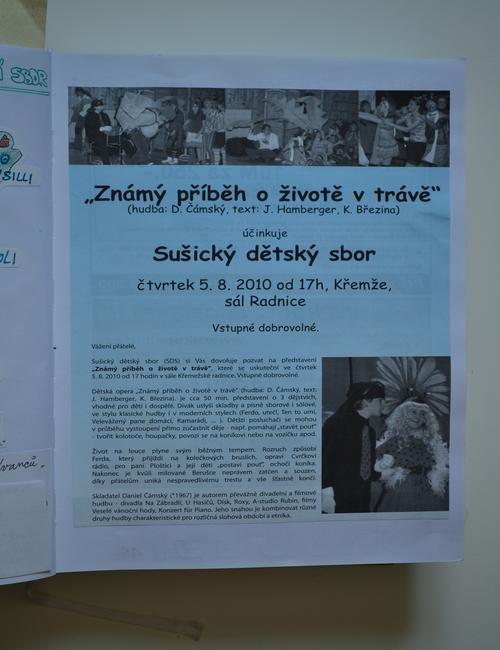 SBOR
„Známý příběh o životě v trávě“
(hudba: D. Čámský, text: J. Hamberger, K. Březina)
účinkuje
Sušický dětský sbor
čtvrtek 5. 8. 2010 od 17h, Křemže,
sál Radnice
Vstupné dobrovolné.
Vážení přátelé,
Sušický dětský sbor (SDS) si Vás dovoluje pozvat na představení
„Známý příběh o životě v trávě“, které se uskuteční ve čtvrtek
5. 8. 2010 od 17 hodin v sále Křemežské radnice. Vstupné dobrovolné.
Dětská opera „Známý příběh o životě v trávě“ (hudba: D. Čámský, text:
J. Hamberger, K. Březina). je cca 50 min. představení o 3 dějstvích,
vhodné pro děti i dospělé. Divák uslyší skladby a písně sborové i sólové,
ve stylu klasické hudby i v moderních stylech (Ferdo, uteč!, Ten to umí,
Velevážený pane domácí, Kamarádi, ... ). Dětští posluchači se mohou
v průběhu vystoupení přímo zúčastnit děje - např. pomáhají „stavět pouť“
- tvořit kolotoče, houpačky, povozí se na koníkovi nebo na vozíčku apod.
Život na louce plyne svým běžným tempem. Rozruch způsobí
Ferda, který přijíždí na kolečkových bruslích, opraví Cvrčkovi
rádio, pro paní Ploštici a její děti „postaví pouť“, ochočí koníka.
Nakonec je kvůli milované Berušce neprávem zatčen a souzen,
díky přátelům uniká nespravedlivému trestu a vše šťastně končí.
Skladatel Daniel Čámský (*1967) je autorem převážně divadelní a filmové
hudbu - divadla Na Zábradlí, U Hasičů, Disk, Roxy, A-studio Rubín, filmy
Veselé vánoční hody, Konzert für Piano. Jeho snahou je kombinovat různé
druhy hudby charakteristické pro rozličná slohová období a etnika.